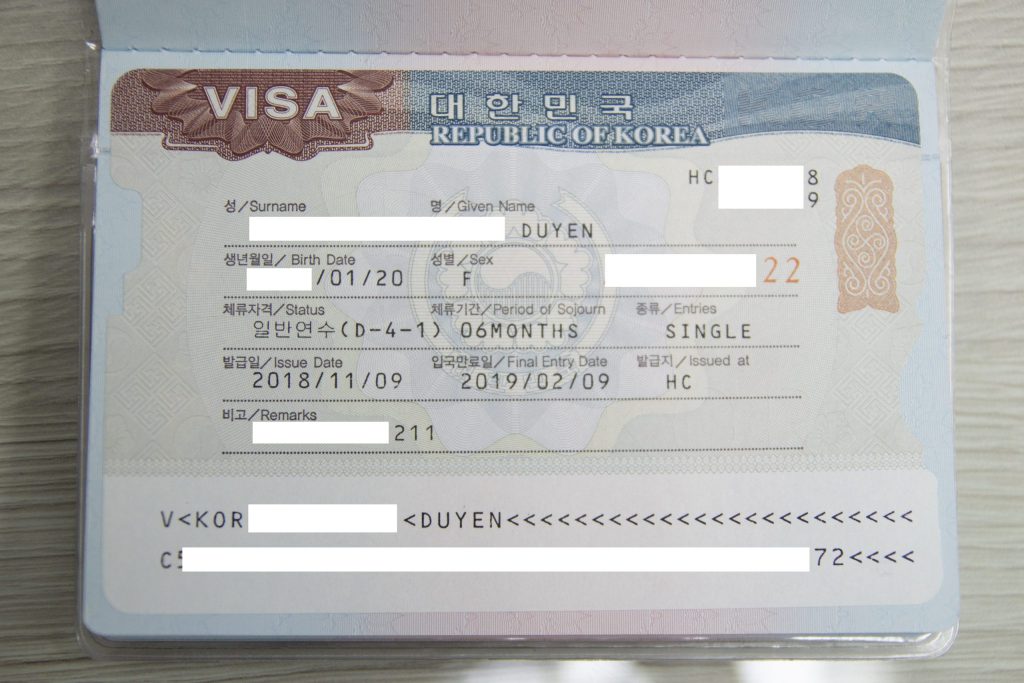 VISA 대한민국
REPUBLIC OF KOREA
HC 8
9
성/Surname 명/Given Name
DUYEN
생년월일/ Birth Date 성별/Sex
/01/20 F 22
체류자격/Status 체류기간/Period of Sojourn 종류/Entries
일반연수(D-4-1) 06MONTHS SINGLE
발급일/Issue Date 입국만료일/Final Entry Date 발급지/Issued at
2018/11/09 2019/02/09 HC
비고/Remarks
211
V<KOR <DUYEN<<<<<<<<<<<<<<<<<<<<<<<<<<
C5 72<<<<